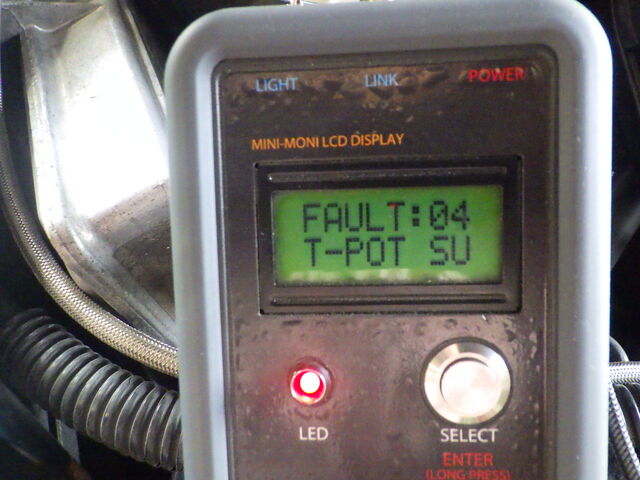 LIGHT LINK POWER
MINI-MONI LCD DISPLAY
FAULT:04
T-POT SU
LED SELECT
ENTER
(LONG-PRESS)